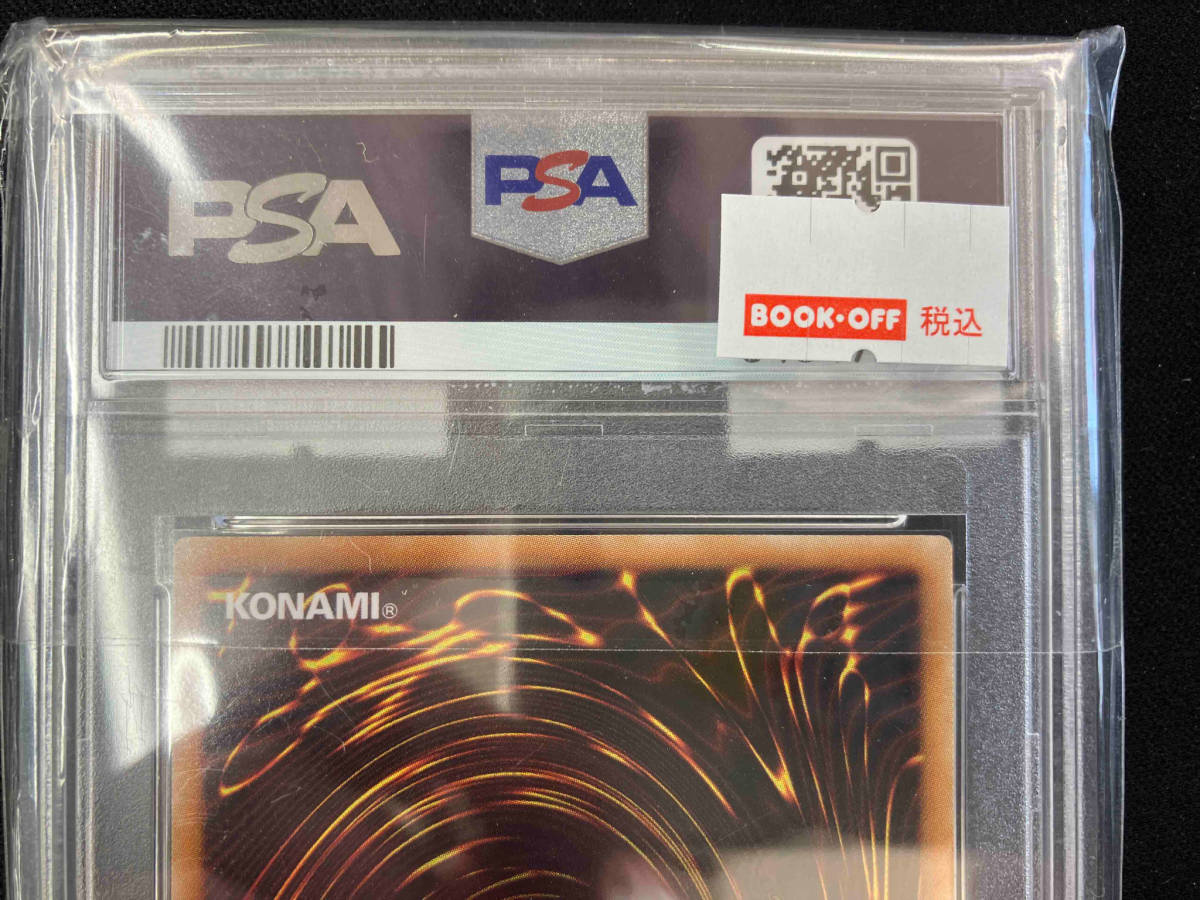 PSA
PSA
BOOK・OFF 税込
KONAMI®